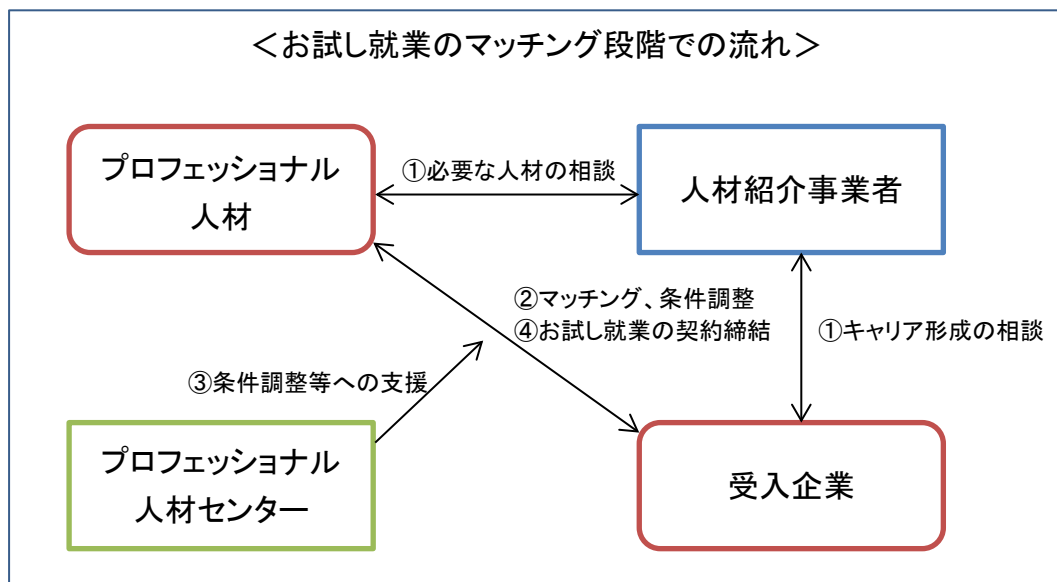 ＜お試し就業のマッチング段階での流れ＞
プロフェッショナル
人材
①必要な人材の相談
人材紹介事業者
②マッチング、条件調整
④お試し就業の契約締結
①キャリア形成の相談
③条件調整等への支援
プロフェッショナル
人材センター
受入企業